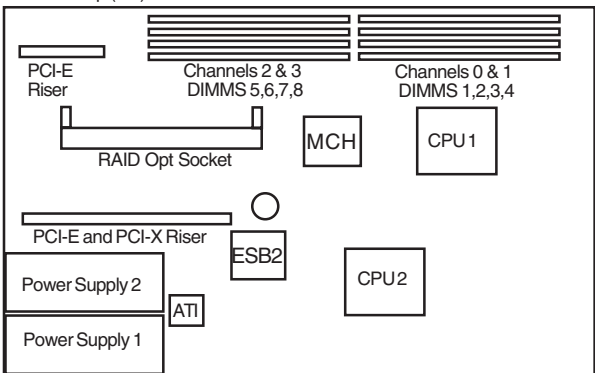 PCI-E
Riser
Channels 2 & 3
DIMMS 5,6,7,8
Channels 0 & 1
DIMMS 1,2,3,4
RAID Opt Socket
MCH
CPU1
PCI-E and PCI-X Riser
ESB2
CPU2
Power Supply 2
ATI
Power Supply 1